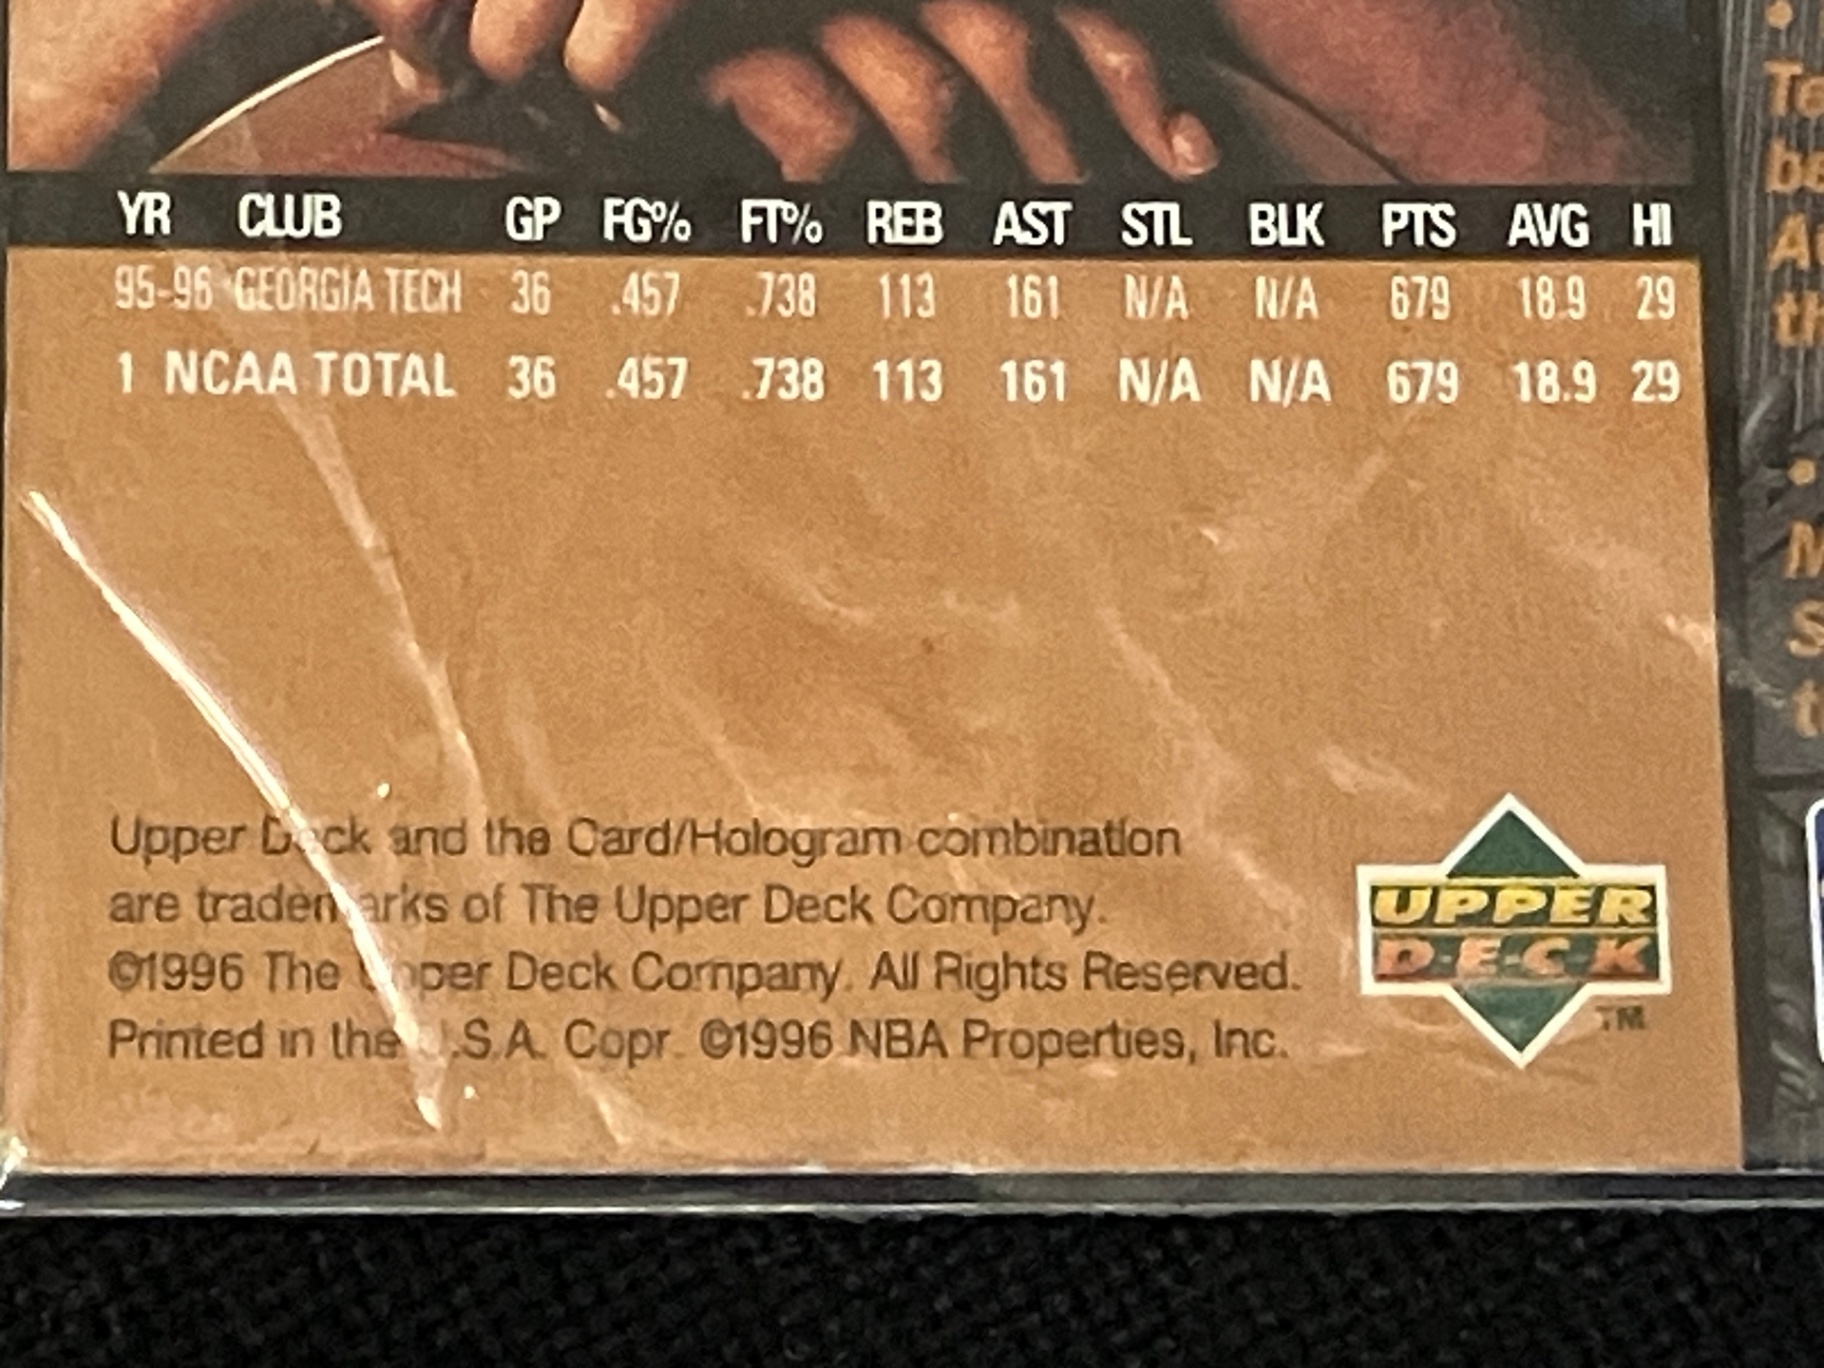 YR CLUB GP FG% FT% REB AST STL BLK PTS AVG HI
95-96 GEORGIA TECH 36 .457 .738 113 161 N/A N/A 679 18.9 29
1 NCAA TOTAL 36 .457 .738 113 161 N/A N/A 679 18.9 29
Upper Deck and the Card/Hologram combination
are trademarks of The Upper Deck Company.
©1996 The Upper Deck Company. All Rights Reserved.
Printed in the U.S.A. Copr. ©1996 NBA Properties, Inc.
UPPER
DECK
TM